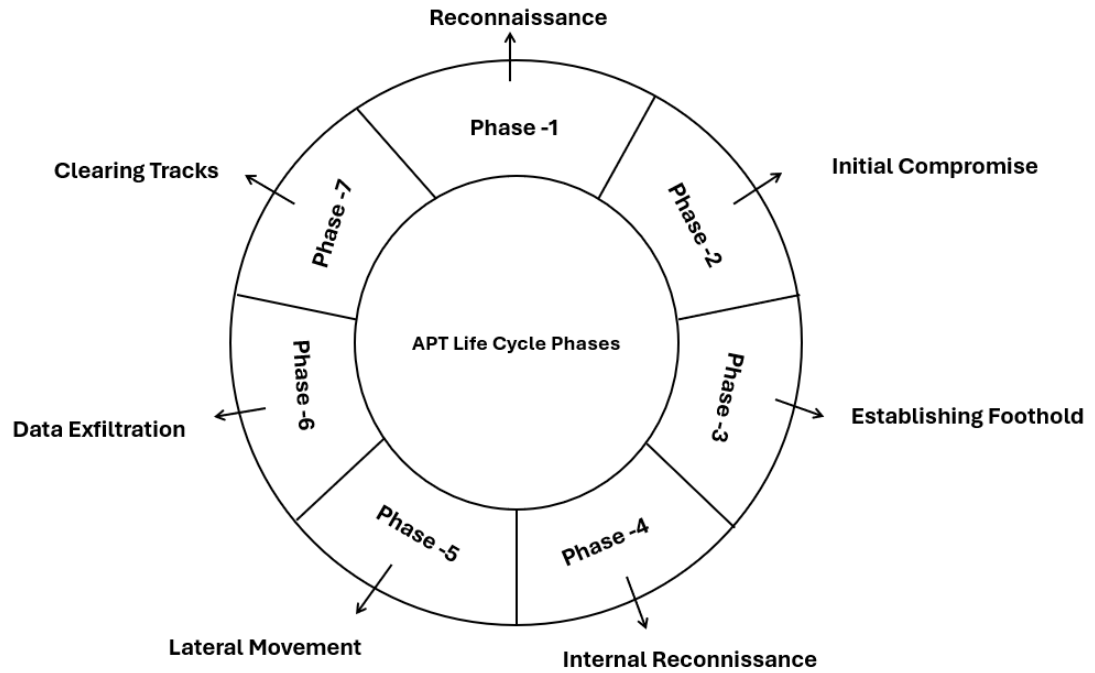 Reconnaissance
Phase -1
Clearing Tracks
Initial Compromise
Phase -7
Phase -2
APT Life Cycle Phases
Phase -6
Phase -3
Data Exfiltration
Establishing Foothold
Phase -5
Phase -4
Lateral Movement
Internal Reconnissance